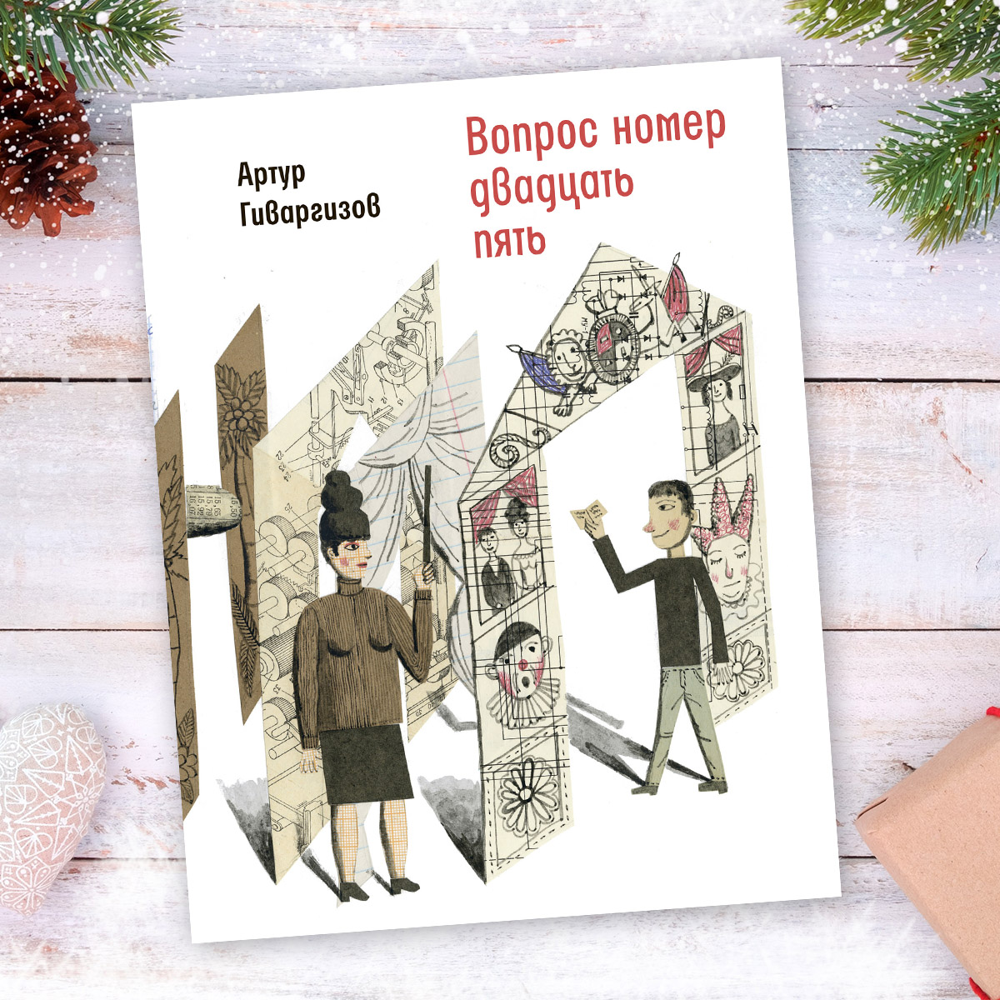 Артур
Гиваргизов
Вопрос номер
двадцать
пять